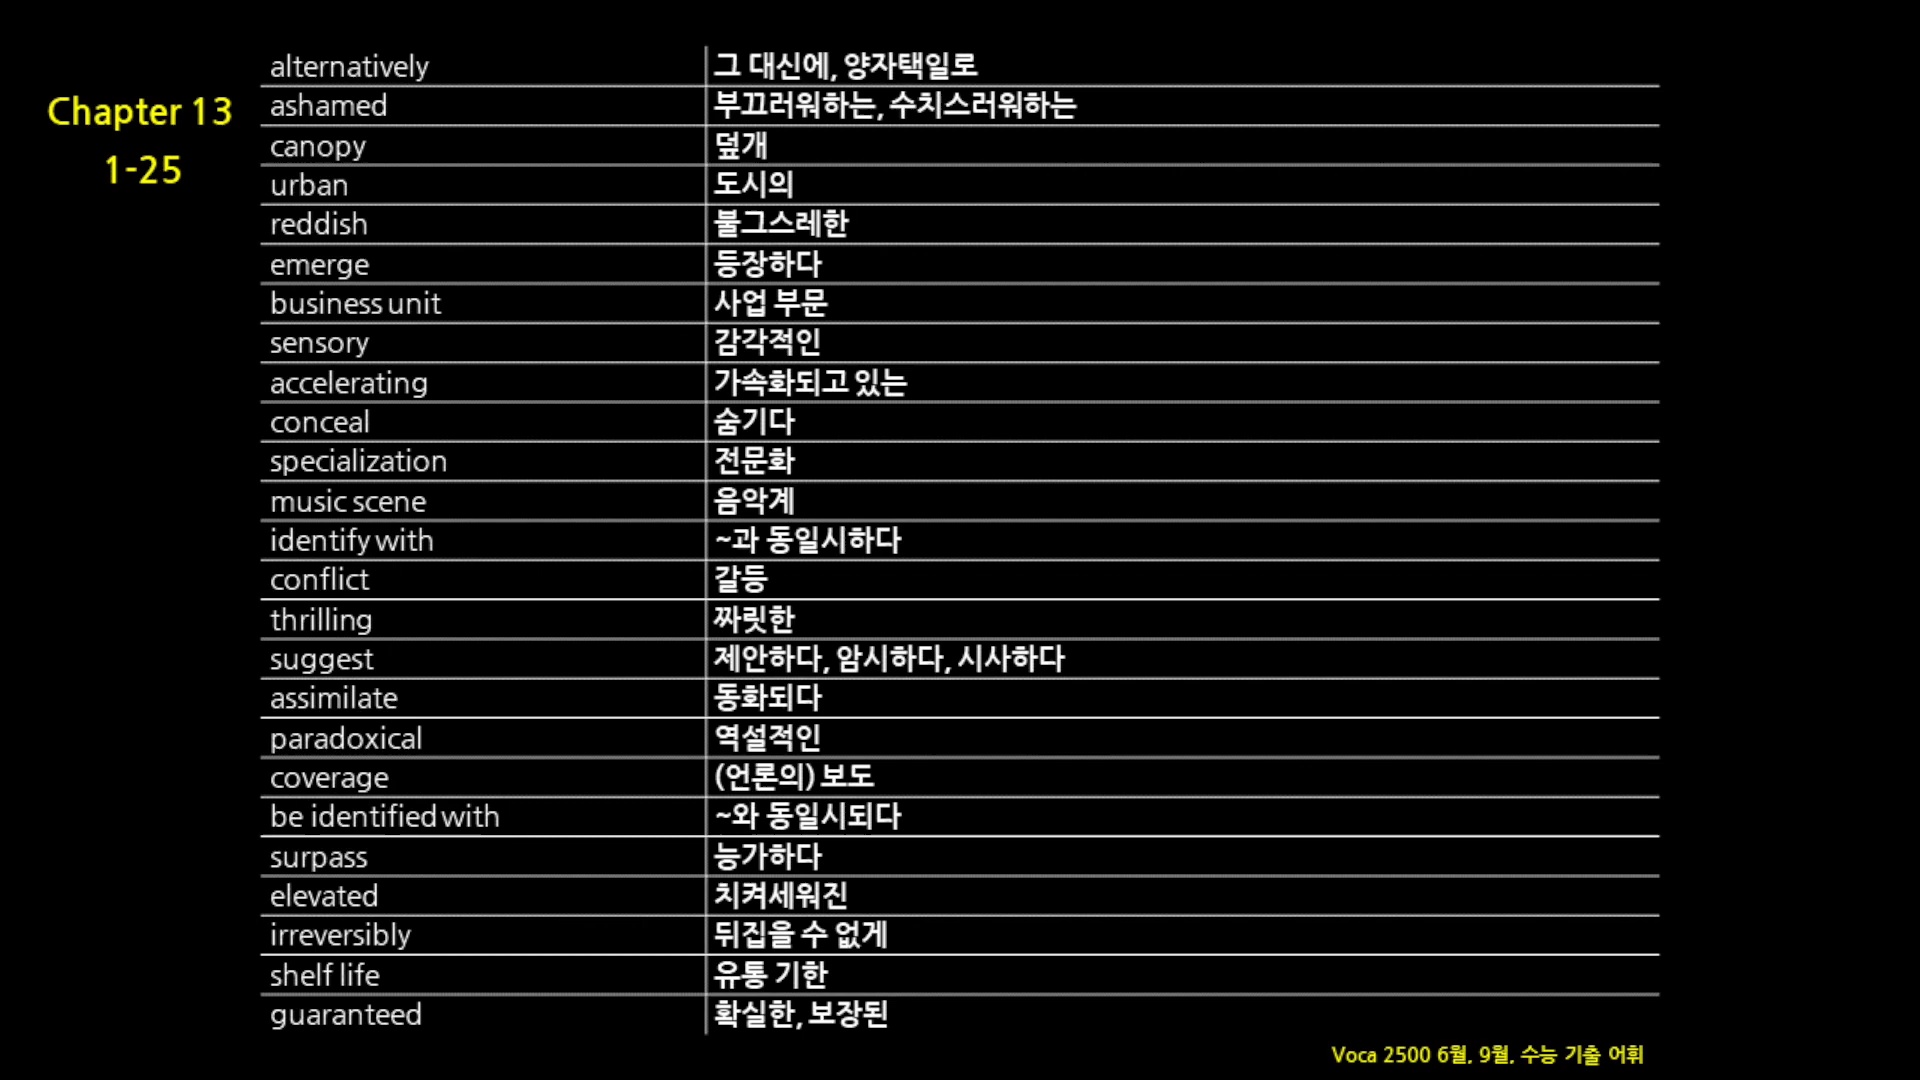 Chapter 13
1-25
alternatively 그 대신에, 양자택일로
ashamed 부끄러워하는, 수치스러워하는
canopy 덮개
urban 도시의
reddish 불그스레한
emerge 등장하다
business unit 사업 부문
sensory 감각적인
accelerating 가속화되고 있는
conceal 숨기다
specialization 전문화
music scene 음악계
identify with ~과 동일시하다
conflict 갈등
thrilling 짜릿한
suggest 제안하다, 암시하다, 시사하다
assimilate 동화되다
paradoxical 역설적인
coverage (언론의) 보도
be identified with ~와 동일시되다
surpass 능가하다
elevated 치켜세워진
irreversibly 뒤집을 수 없게
shelf life 유통 기한
guaranteed 확실한, 보장된
Voca 2500 6월, 9월, 수능 기출 어휘